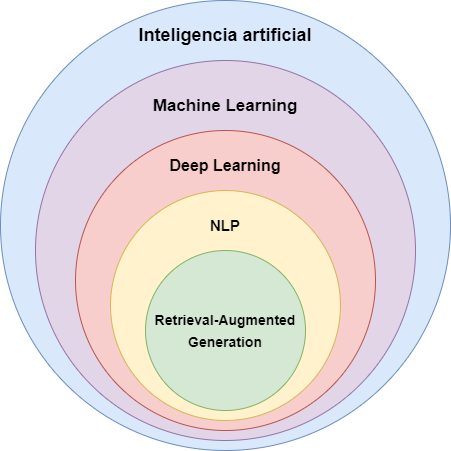 Inteligencia artificial
Machine Learning
Deep Learning
NLP
Retrieval-Augmented
Generation